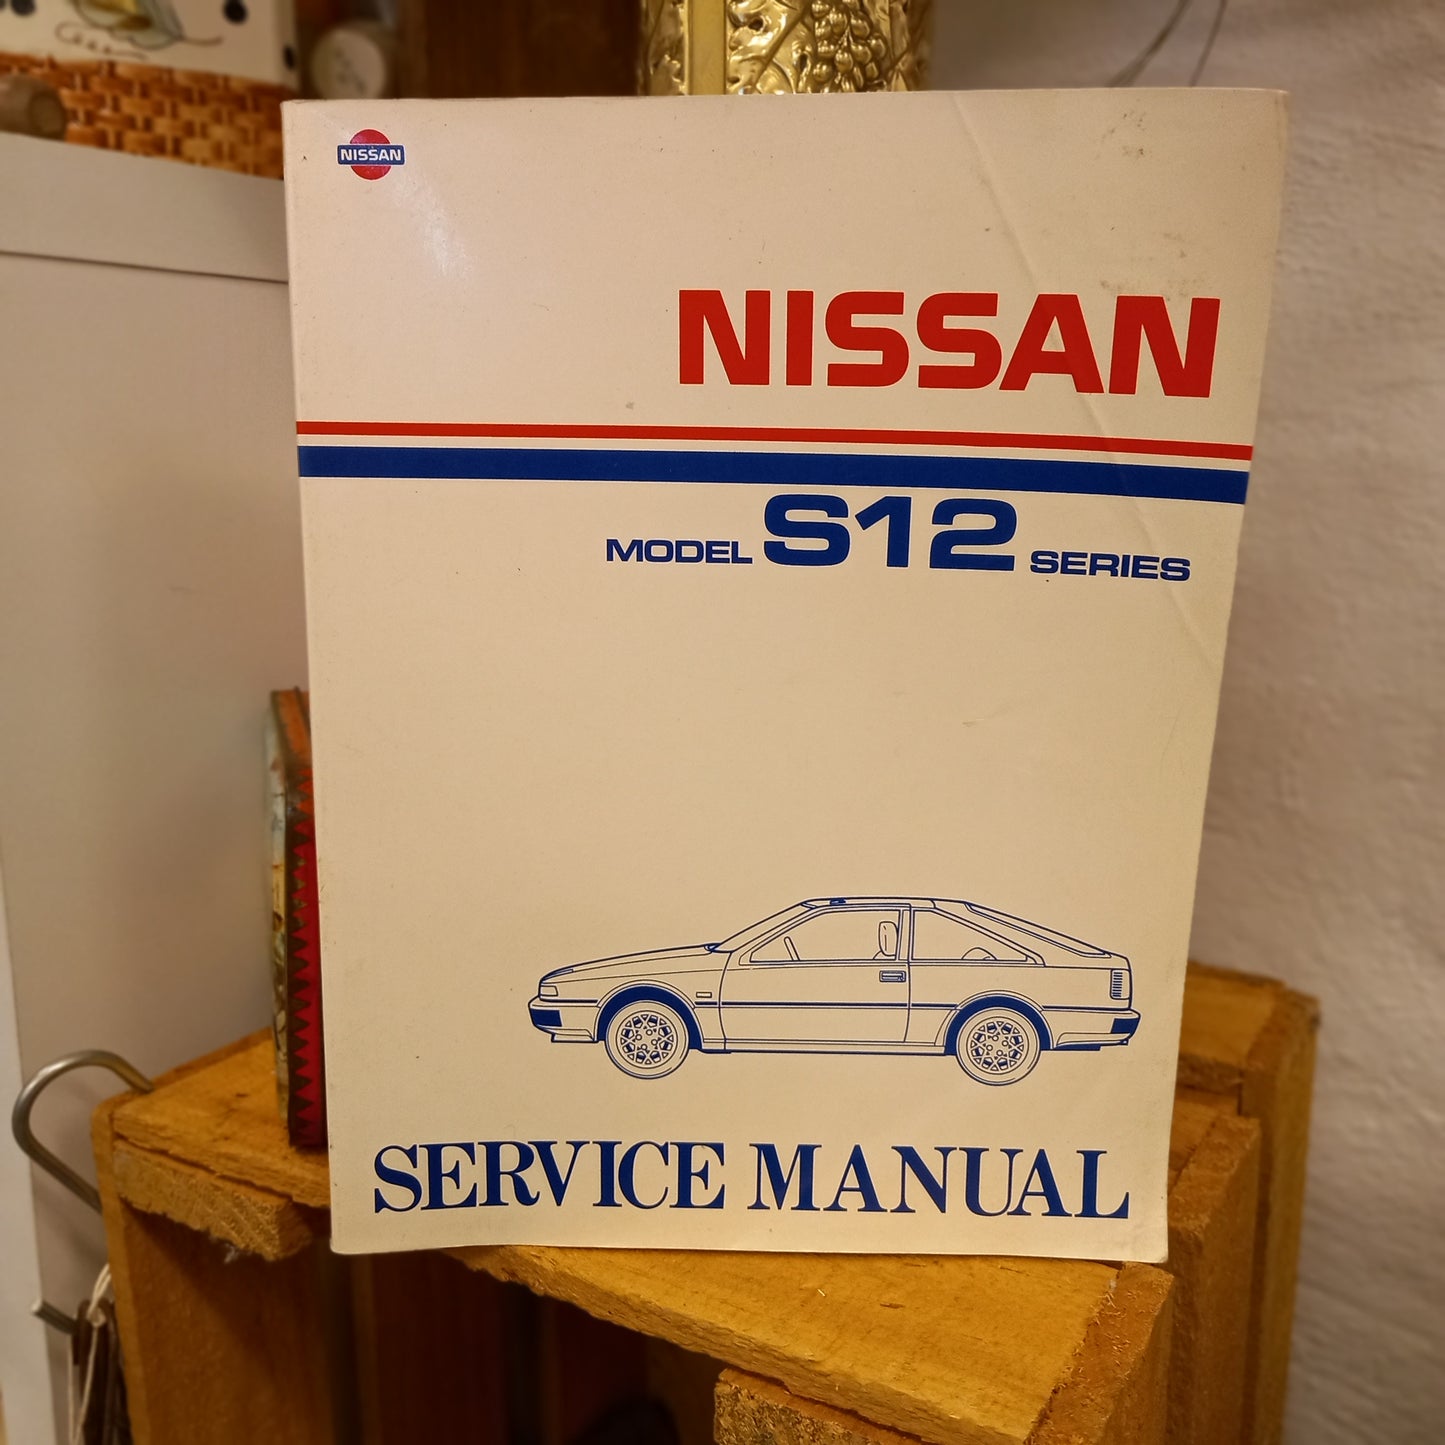 NISSAN
NISSAN
MODEL S12 SERIES
SERVICE MANUAL